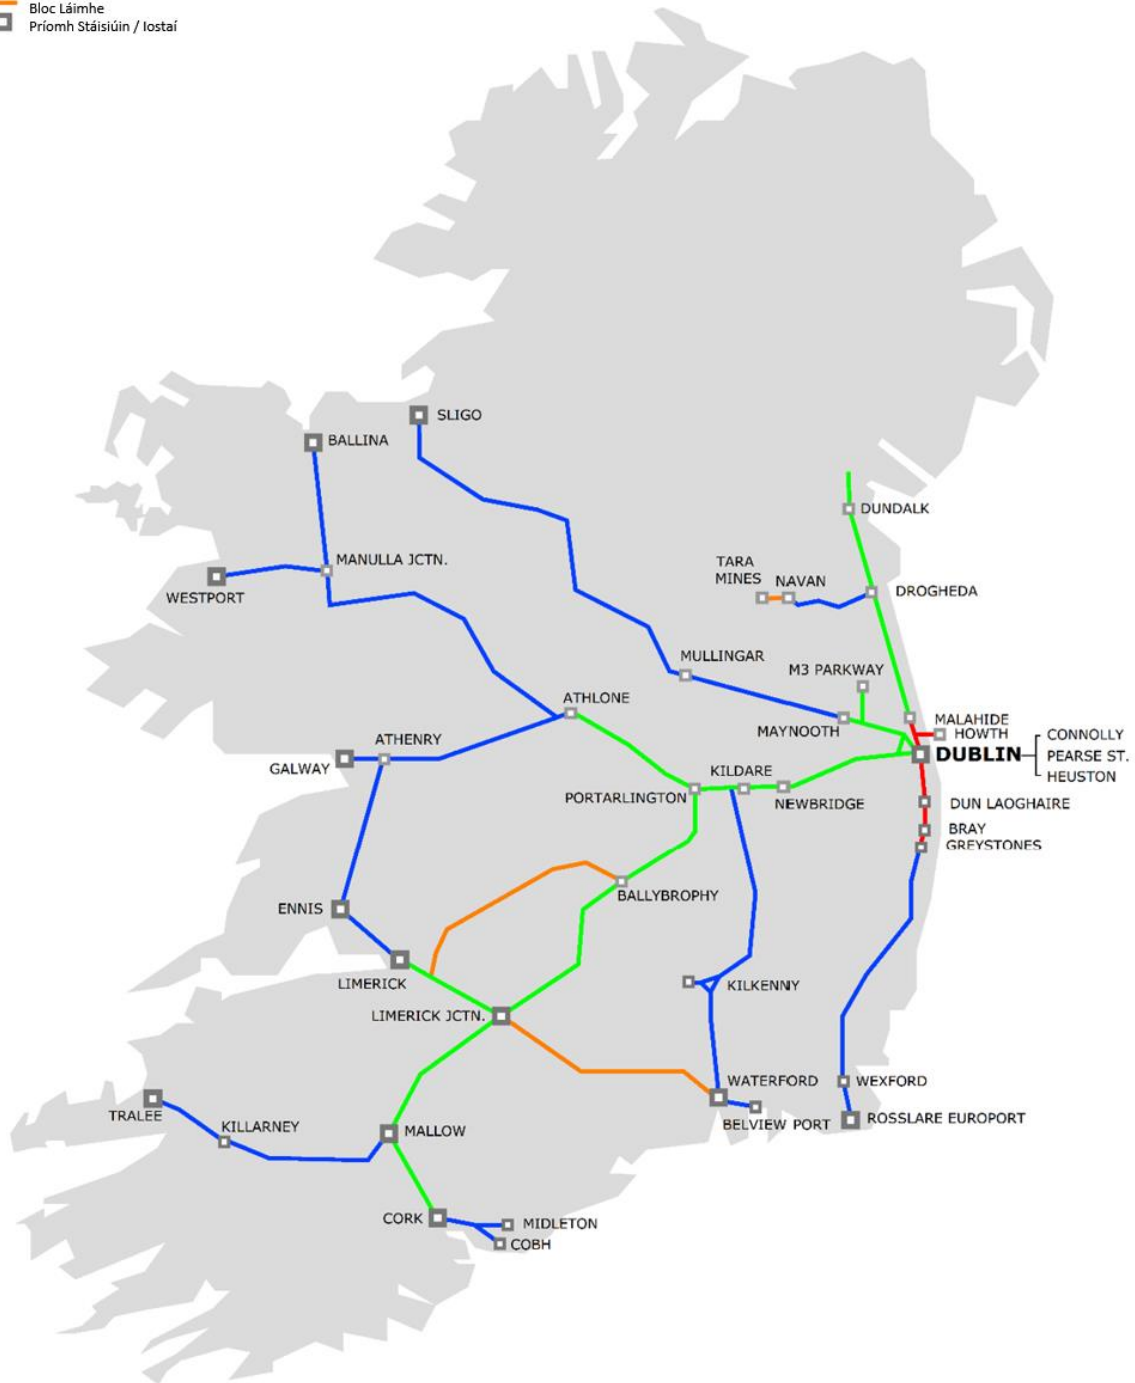 Bloc Láimhe
Príomh Stáisiúin / Iostaí
SLIGO
BALLINA
DUNDALK
MANULLA JCTN.
TARA
MINES
NAVAN
WESTPORT
DROGHEDA
MULLINGAR
M3 PARKWAY
ATHLONE
MALAHIDE
MAYNOOTH
HOWTH
CONNOLLY
ATHENRY
DUBLIN
PEARSE ST.
GALWAY
KILDARE
HEUSTON
PORTARLINGTON
NEWBRIDGE
DUN LAOGHAIRE
BRAY
GREYSTONES
BALLYBROPHY
ENNIS
LIMERICK
KILKENNY
LIMERICK JCTN.
WATERFORD
WEXFORD
TRALEE
KILLARNEY
MALLOW
BELVIEW PORT
ROSSLARE EUROPORT
CORK
MIDLETON
COBH